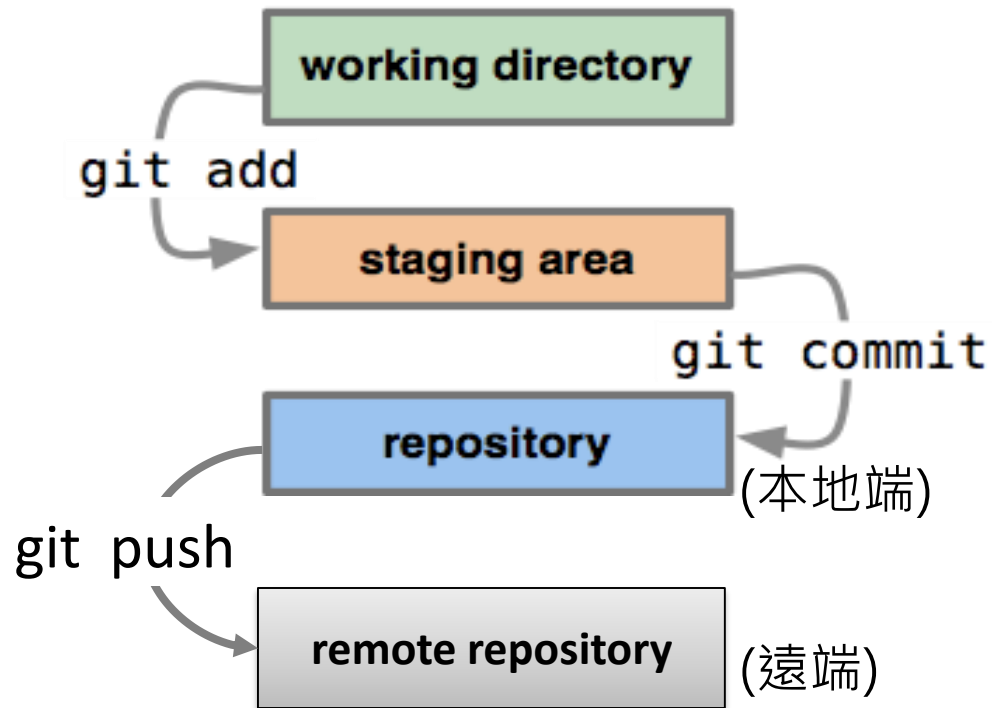 working directory
git add
staging area
git commit
repository
(本地端)
git push
remote repository
(遠端)